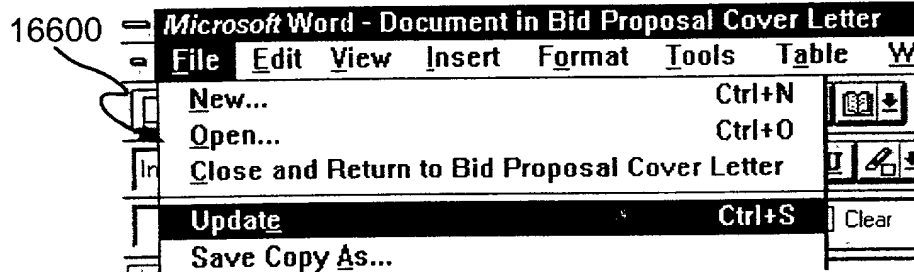 16600
Microsoft Word - Document in Bid Proposal Cover Letter
File Edit View Insert Format Tools Table W
New... Ctrl+N
Open... Ctrl+O
In
Close and Return to Bid Proposal Cover Letter
U
Update Ctrl+S
Clear
Save Copy As...